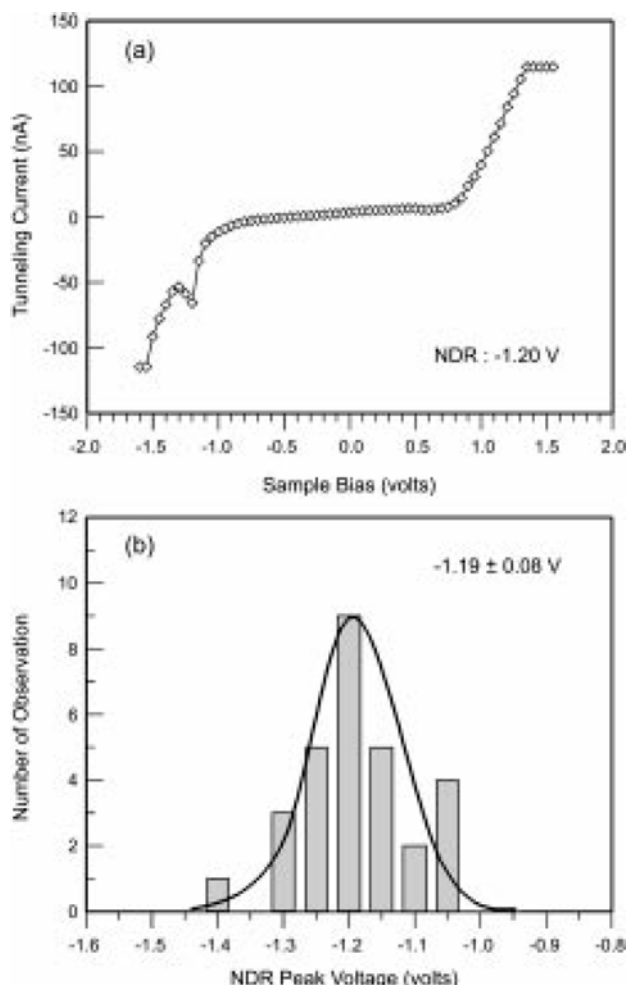 (a)
Tunneling Current (nA)
150
100
50
0
-50
-100
-150
NDR : -1.20 V
-2.0 -1.5 -1.0 -0.5 0.0 0.5 1.0 1.5 2.0
Sample Bias (volts)
(b)
-1.19 ± 0.08 V
Number of Observation
12
10
8
6
4
2
0
-1.6 -1.5 -1.4 -1.3 -1.2 -1.1 -1.0 -0.9 -0.8
NDR Peak Voltage (volts)